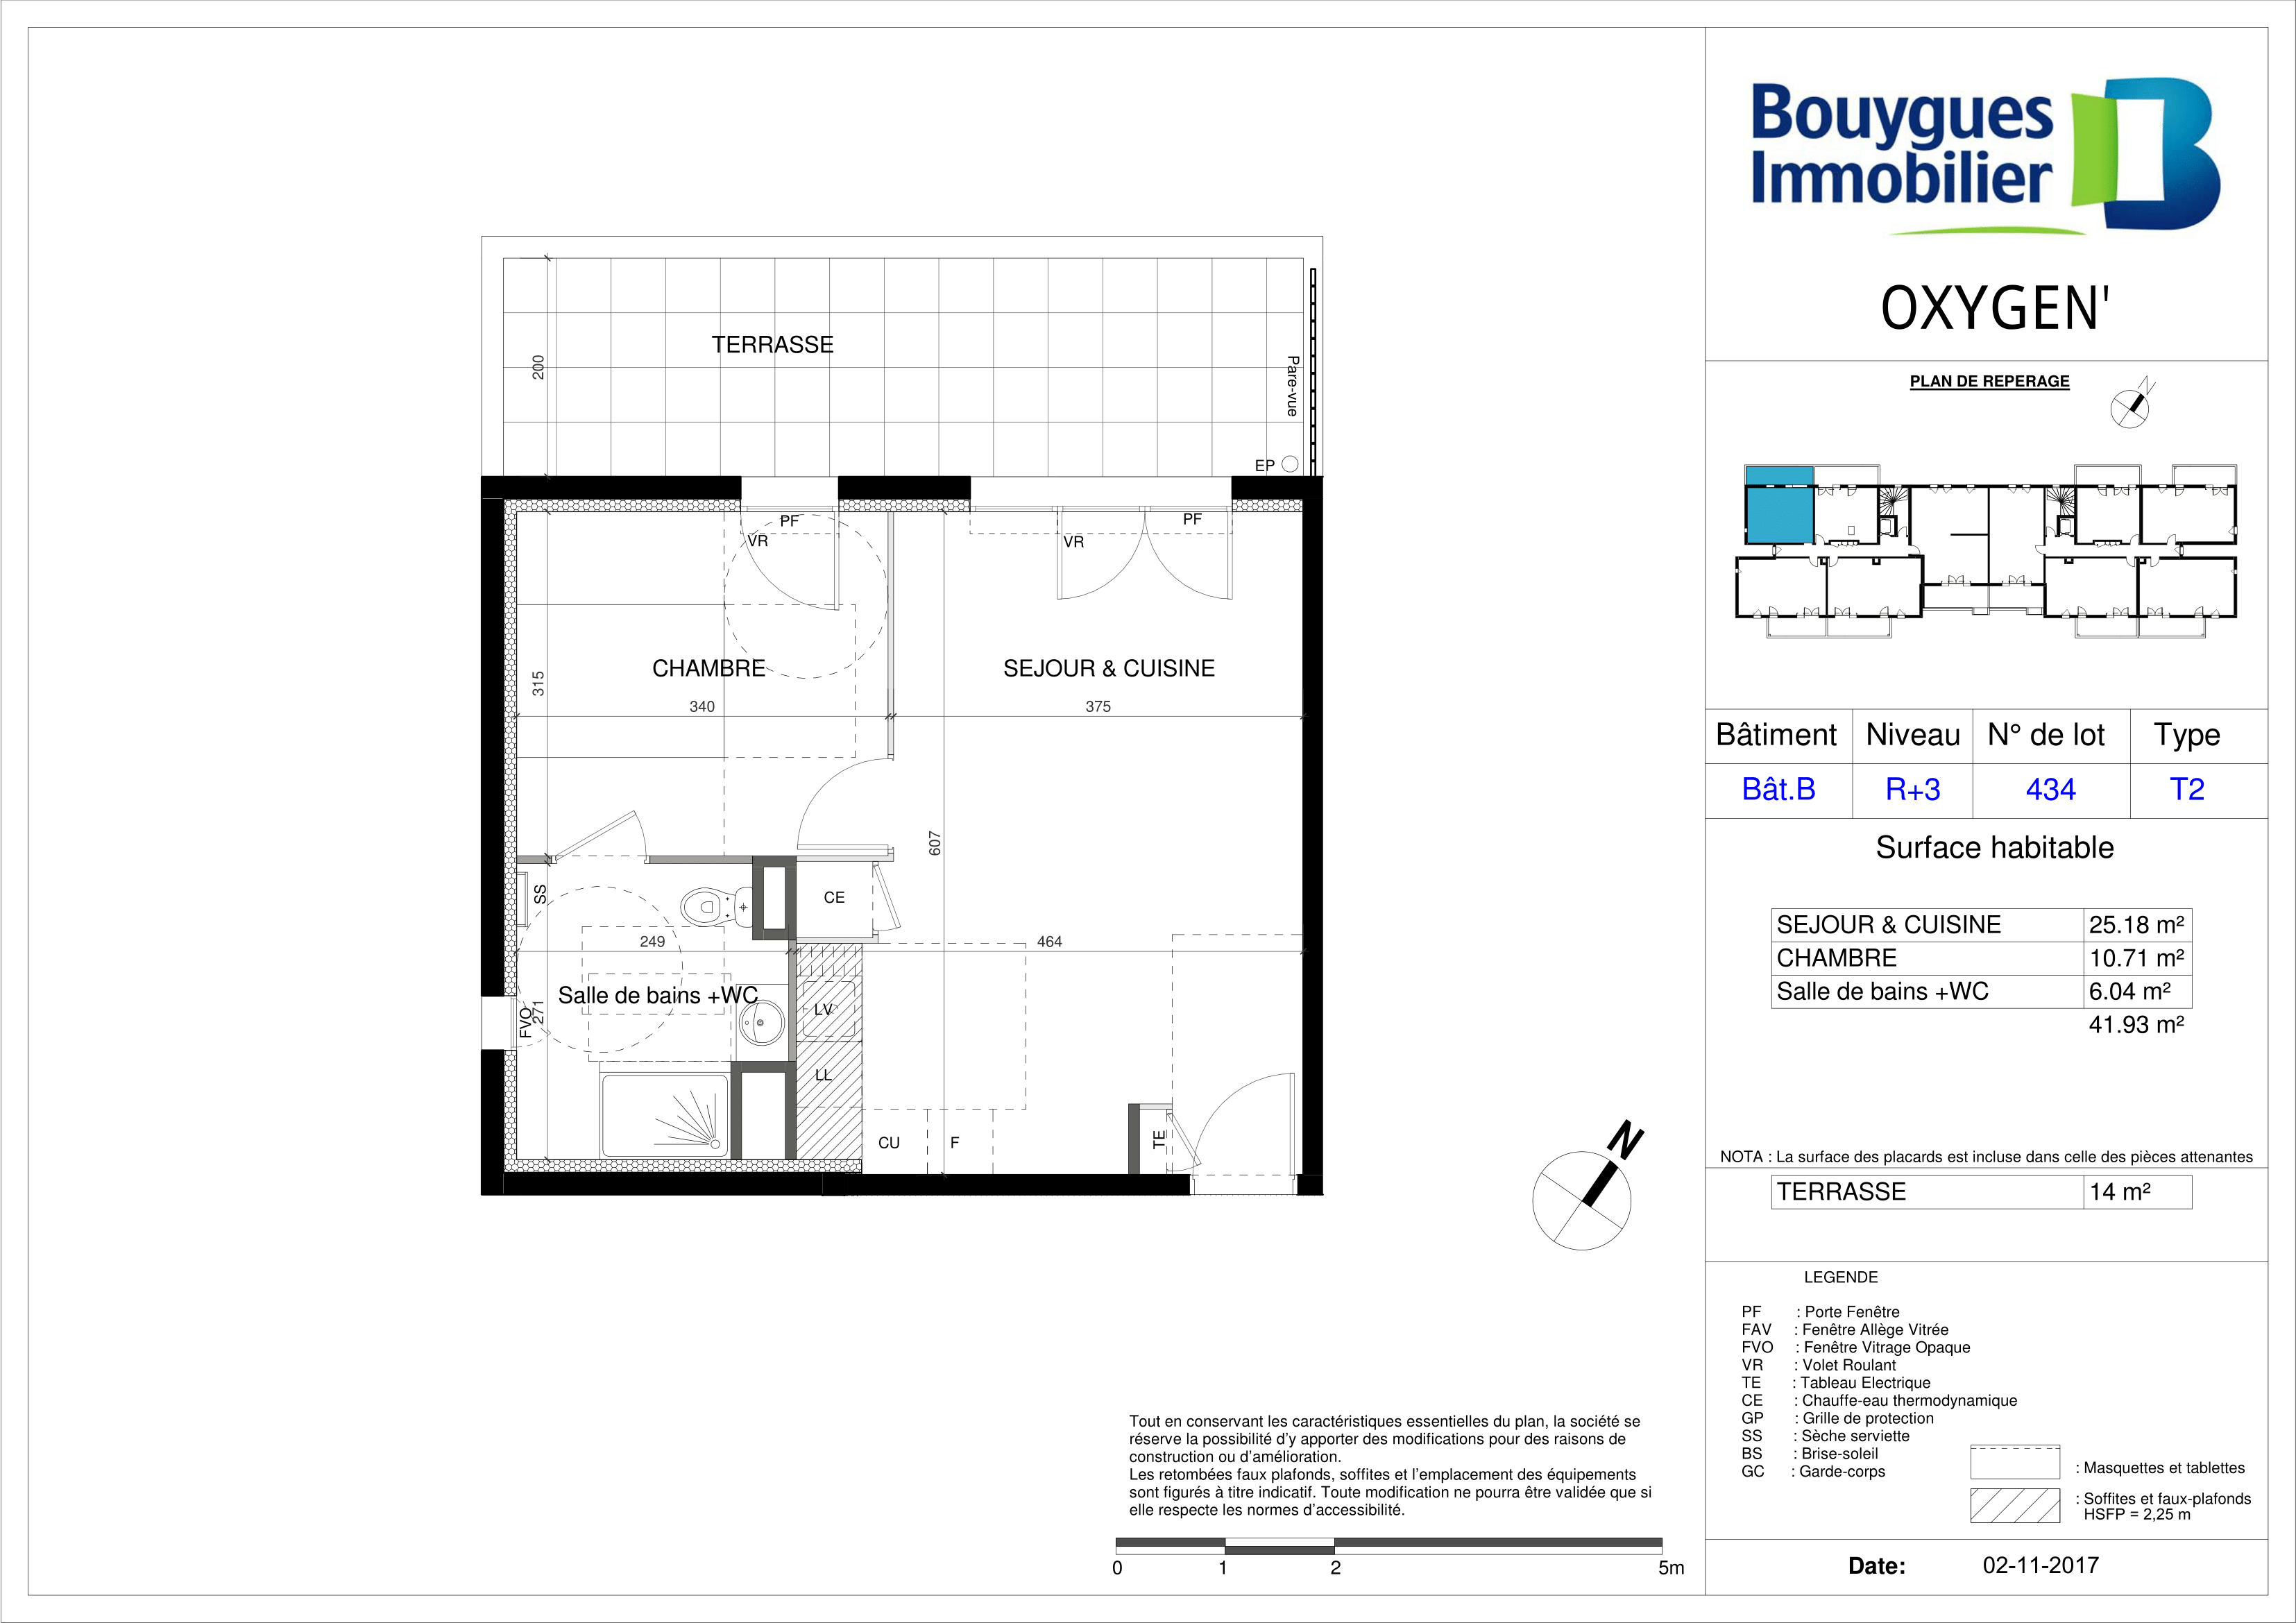 TERRASSE
200
Pare-vue
EP
PF
VR
PF
VR
CHAMBRE
SEJOUR & CUISINE
315
340
375
607
SS
CE
249
464
Salle de bains +WC
FVO
271
LV
LL
CU
F
TE
N
Tout en conservant les caractéristiques essentielles du plan, la société se
réserve la possibilité d'y apporter des modifications pour des raisons de
construction ou d'amélioration.
Les retombées faux plafonds, soffites et l'emplacement des équipements
sont figurés à titre indicatif. Toute modification ne pourra être validée que si
elle respecte les normes d'accessibilité.
0 1 2 5m
Bouygues
Immobilier
OXYGEN'
PLAN DE REPERAGE
N
Bâtiment Niveau N° de lot Type
Bât.B R+3 434 T2
Surface habitable
SEJOUR & CUISINE 25.18 m²
CHAMBRE 10.71 m²
Salle de bains +WC 6.04 m²
41.93 m²
NOTA : La surface des placards est incluse dans celle des pièces attenantes
TERRASSE 14 m²
LEGENDE
PF : Porte Fenêtre
FAV : Fenêtre Allège Vitrée
FVO : Fenêtre Vitrage Opaque
VR : Volet Roulant
TE : Tableau Electrique
CE : Chauffe-eau thermodynamique
GP : Grille de protection
SS : Sèche serviette
BS : Brise-soleil
GC : Garde-corps
: Masquettes et tablettes
: Soffites et faux-plafonds
HSFP = 2,25 m
Date: 02-11-2017